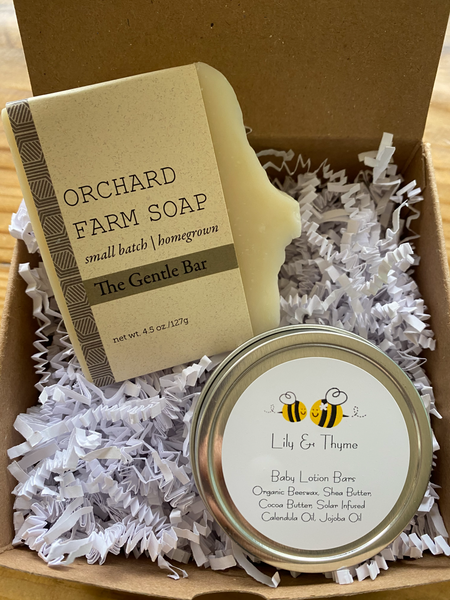 ORCHARD
FARM SOAP
small batch \ homegrown
The Gentle Bar
net wt. 4.5 oz /127g
Lily & Thyme
Baby Lotion Bars
Organic Beeswax, Shea Butter,
Cocoa Butter, Solar Infused
Calendula Oil, Jojoba Oil